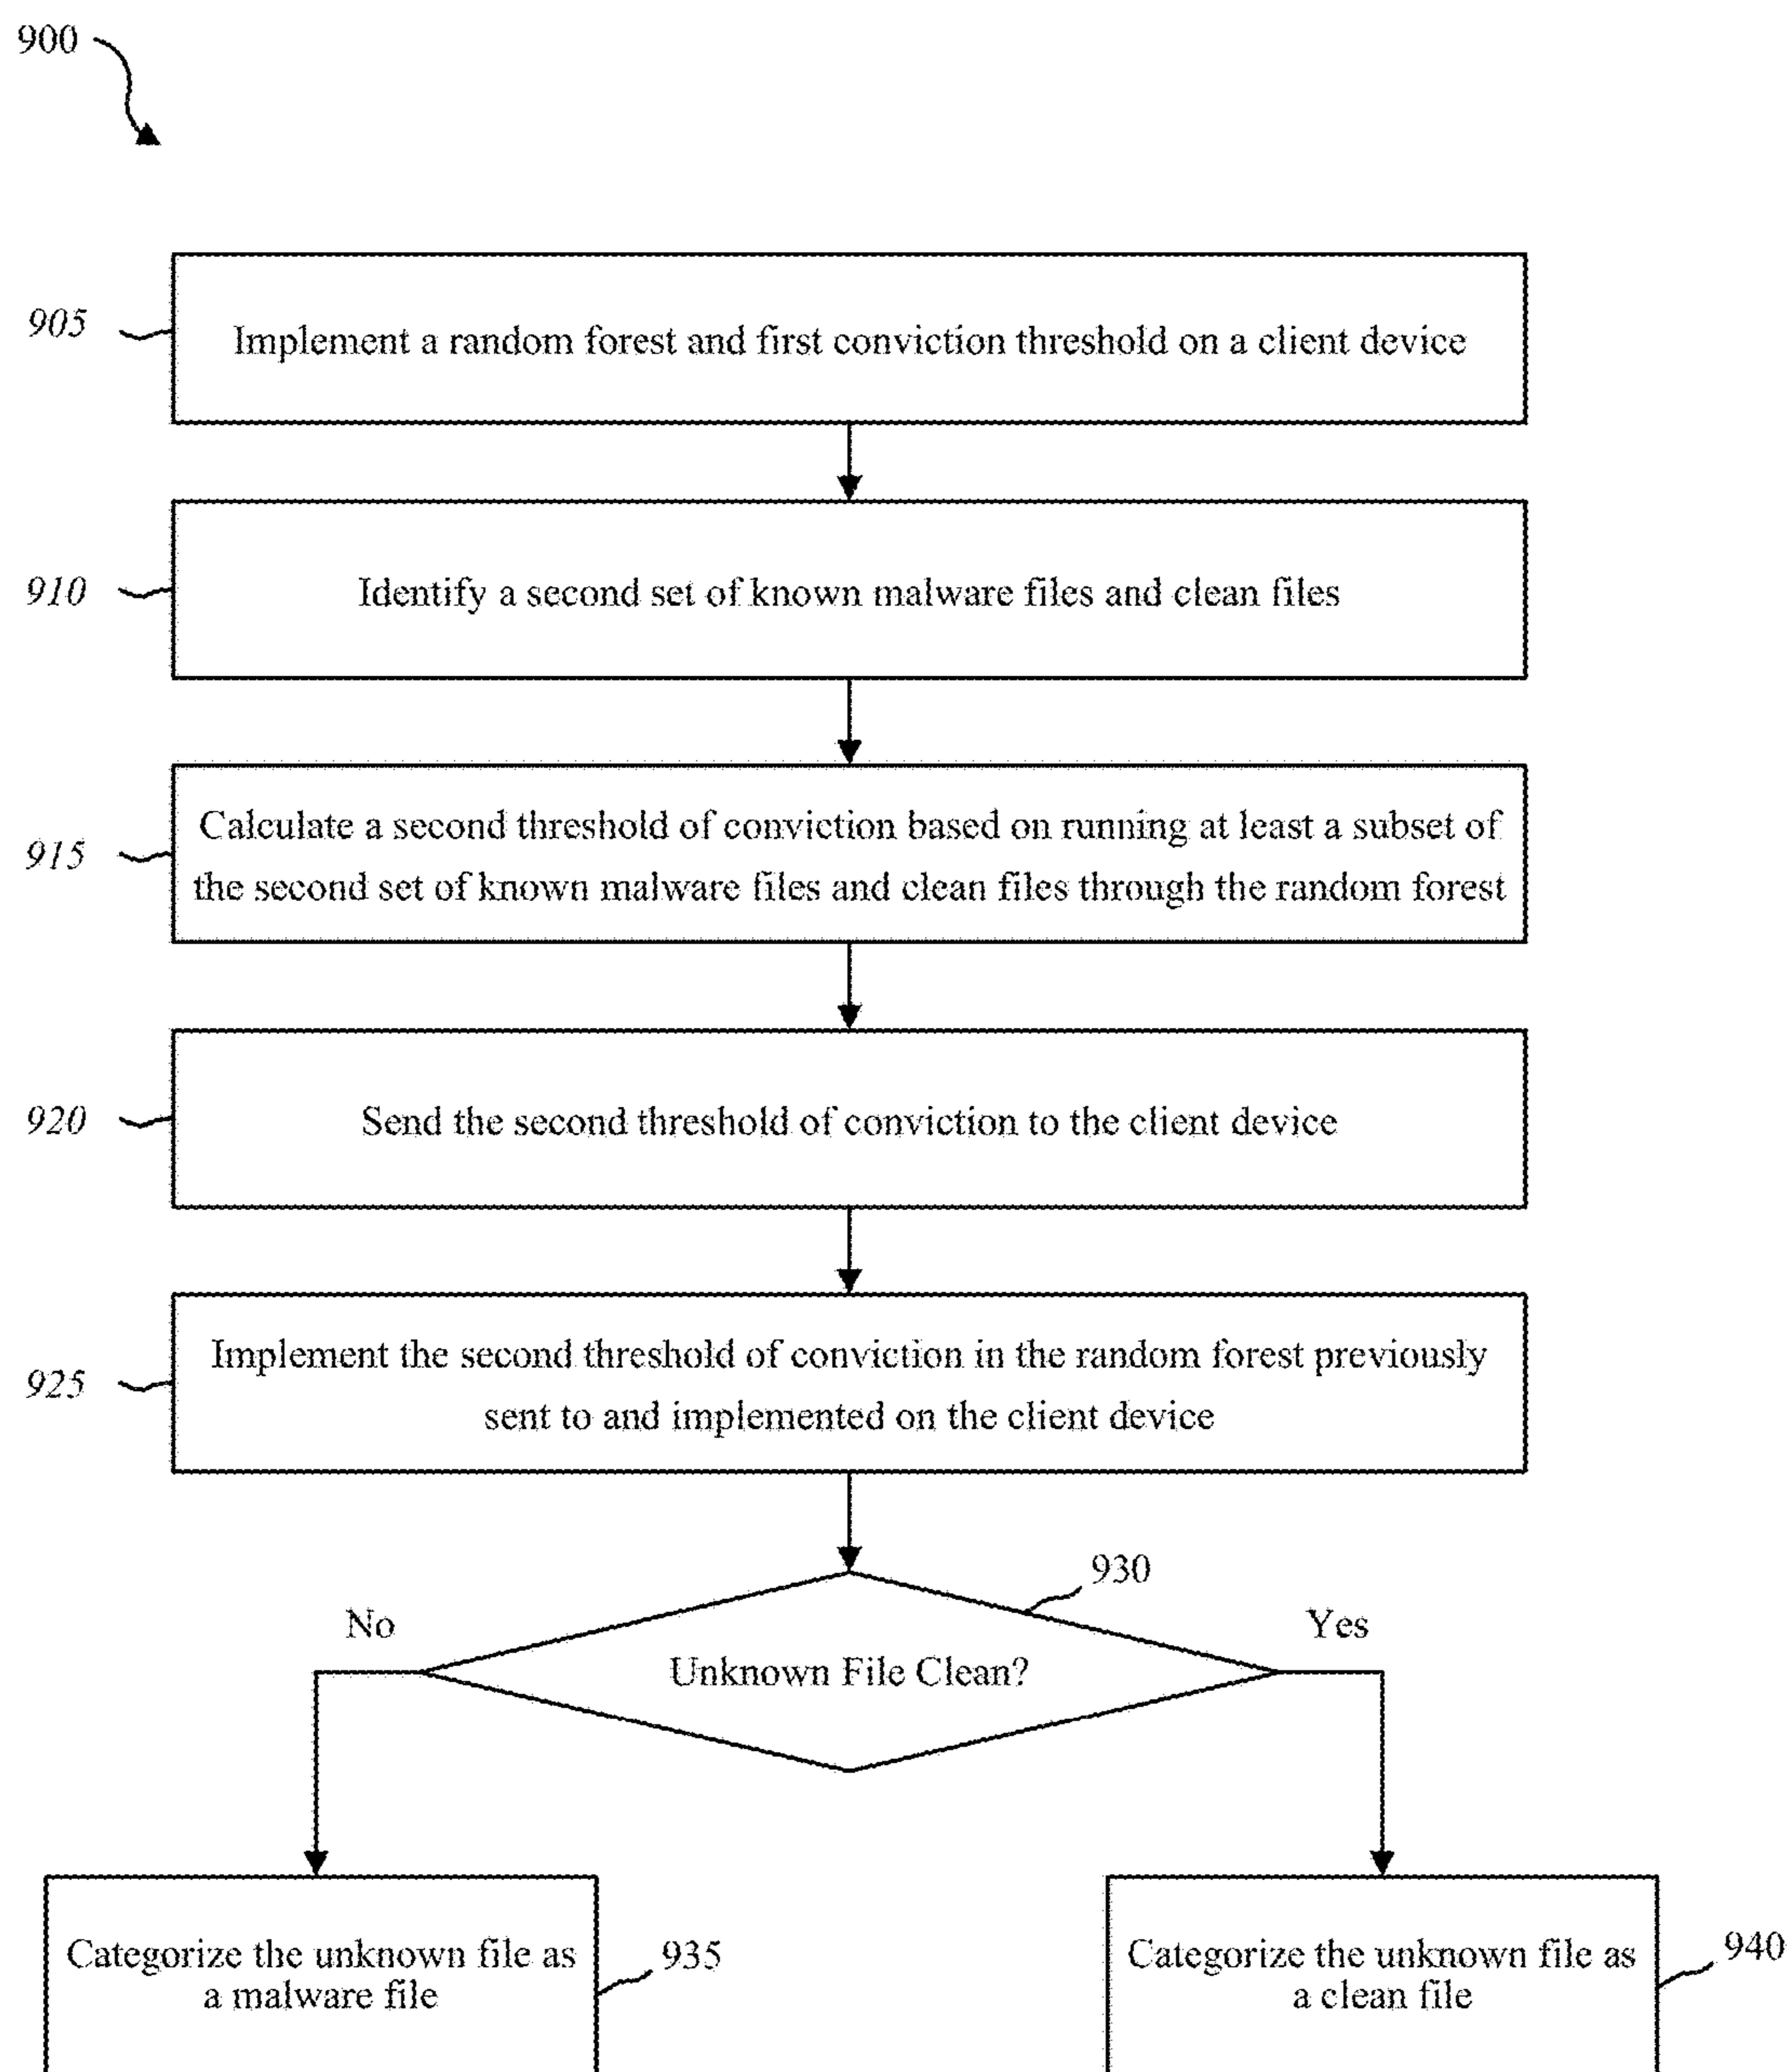 900
905
Implement a random forest and first conviction threshold on a client device
910
Identify a second set of known malware files and clean files
915
Calculate a second threshold of conviction based on running at least a subset of
the second set of known malware files and clean files through the random forest
920
Send the second threshold of conviction to the client device
925
Implement the second threshold of conviction in the random forest previously
sent to and implemented on the client device
930
No
Yes
Unknown File Clean?
Categorize the unknown file as
a malware file
935
Categorize the unknown file as
a clean file
940